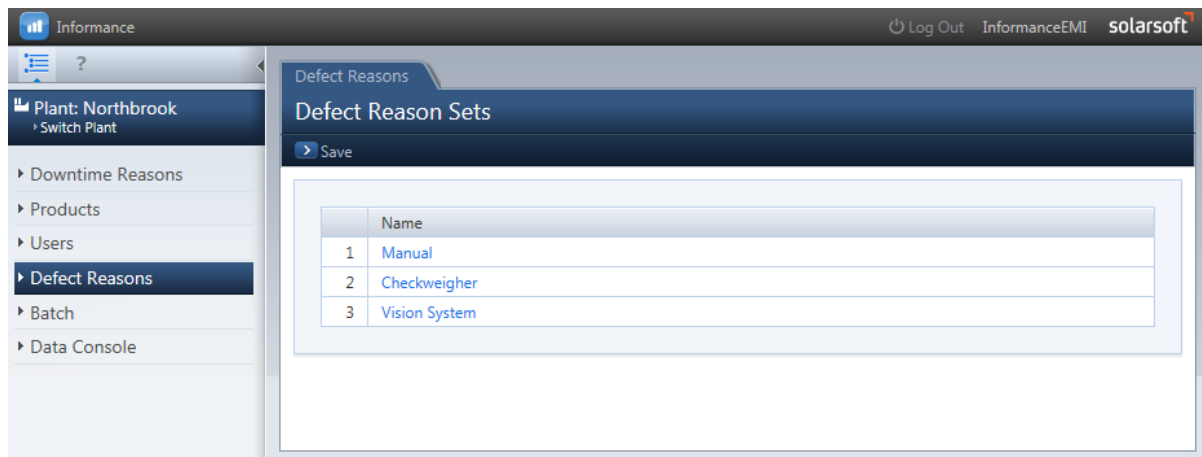 Informance
Log Out InformanceEMI solarsoft
?
Plant: Northbrook
Switch Plant
Downtime Reasons
Products
Users
Defect Reasons
Batch
Data Console
Defect Reasons
Defect Reason Sets
Save
Name
1 Manual
2 Checkweigher
3 Vision System